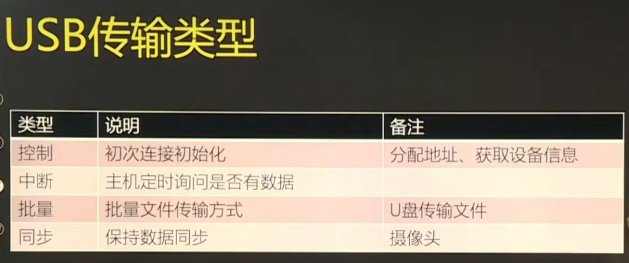 USB传输类型
类型 说明 备注
控制 初次连接初始化 分配地址、获取设备信息
中断 主机定时询问是否有数据
批量 批量文件传输方式 U盘传输文件
同步 保持数据同步 摄像头